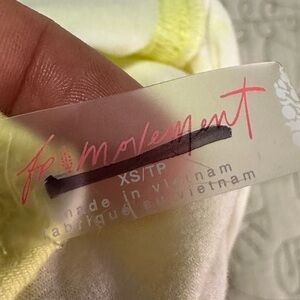 fp movement
XS/TP
made in vietnam
fabriqué au vietnam